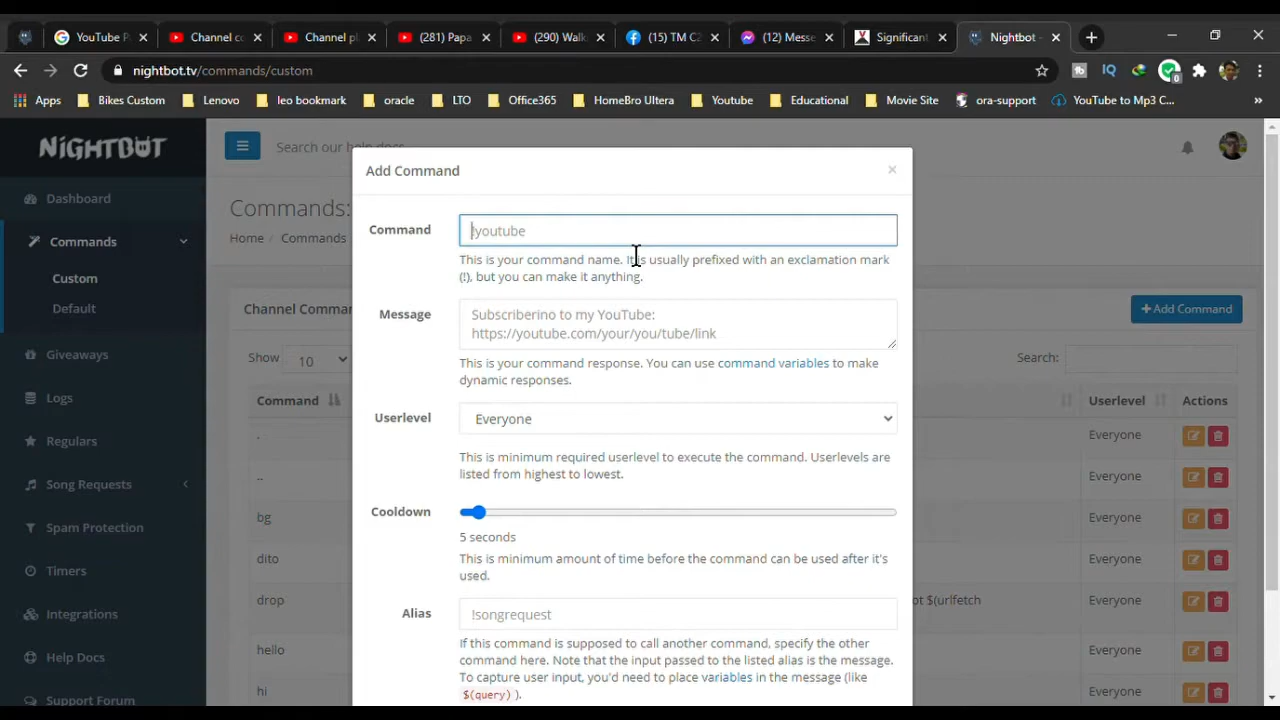 YouTube P
Channel cc
Channel pl
(281) Papa
(290) Walk
(15) TM C2
(12) Messe
Significant
Nightbot -
nightbot.tv/commands/custom
Apps
Bikes Custom
Lenovo
leo bookmark
oracle
LTO
Office365
HomeBro Ultera
Youtube
Educational
Movie Site
ora-support
YouTube to Mp3 C...
NIGHTBOT
Search our help docs
Add Command
×
Dashboard
Commands:
Home / Commands
Commands
Custom
Default
Giveaways
Logs
Regulars
Song Requests
Spam Protection
Timers
Integrations
Help Docs
Support Forum
Channel Comman
+Add Command
Show 10
Search:
Command
Userlevel
Actions
.
Everyone
..
Everyone
bg
Everyone
dito
Everyone
drop
ot $(urlfetch
Everyone
hello
Everyone
hi
Everyone
Command
!youtube
This is your command name. It is usually prefixed with an exclamation mark
(!), but you can make it anything.
Message
Subscriberino to my YouTube:
https://youtube.com/your/you/tube/link
This is your command response. You can use command variables to make
dynamic responses.
Userlevel
Everyone
This is minimum required userlevel to execute the command. Userlevels are
listed from highest to lowest.
Cooldown
5 seconds
This is minimum amount of time before the command can be used after it's
used.
Alias
!songrequest
If this command is supposed to call another command, specify the other
command here. Note that the input passed to the listed alias is the message.
To capture user input, you'd need to place variables in the message (like
$(query) ).